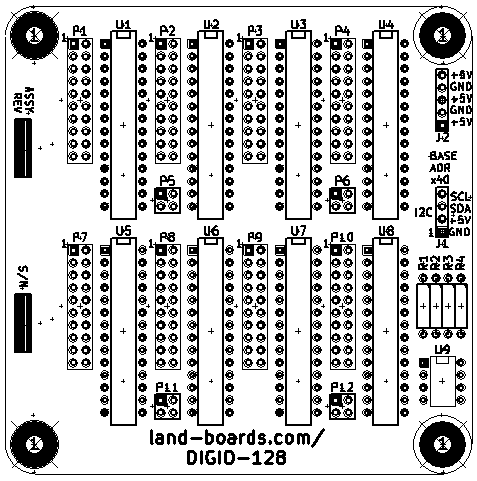 P1 U1 P2 U2 P3 U3 P4 U4
1
1
1
1
ASSY-
REV
+5V
GND
+5V
GND
+5V
J2
BASE
ADR
x40
P5 P6
I2C
SCL
SDA
+5V
1 GND
J1
P7 U5 P8 U6 P9 U7 P10 U8
1
1
1
1
S/N/
R1 R2 R3 R4
U9
P11 P12
land-boards.com/
DIGIO-128
1
1